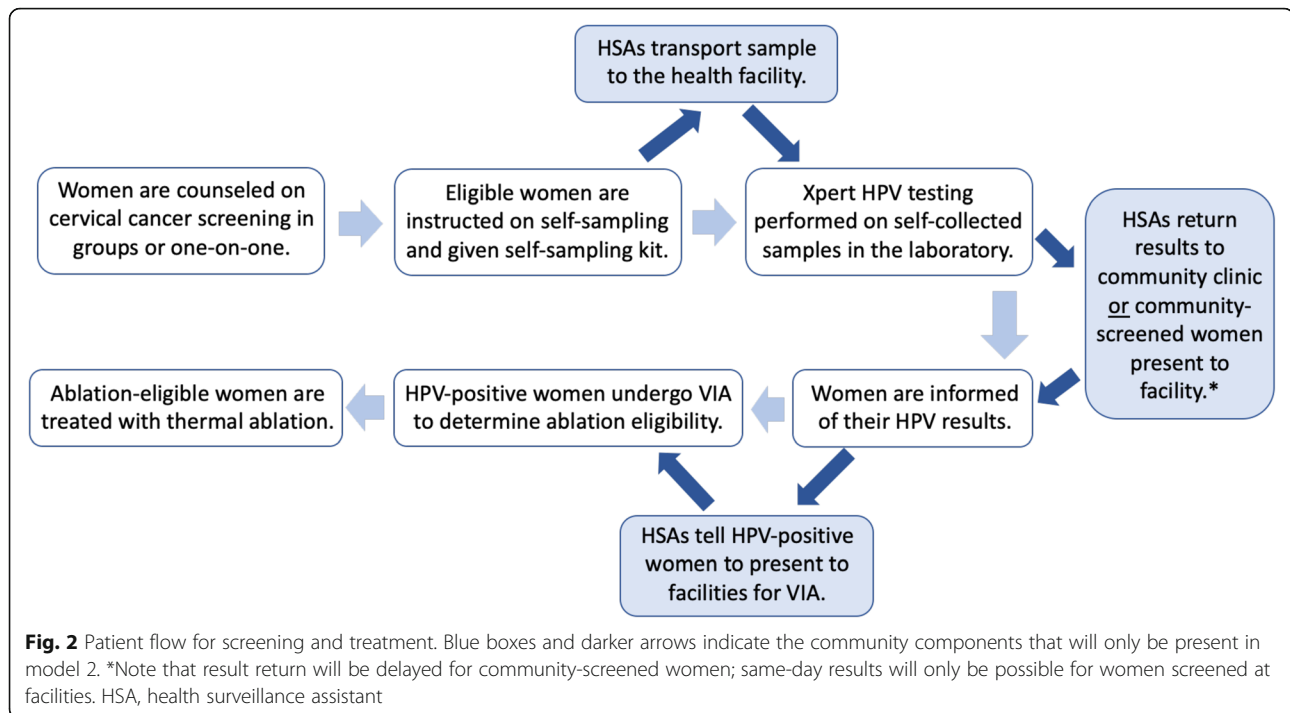 HSAs transport sample
to the health facility.
Women are counseled on
cervical cancer screening in
groups or one-on-one.
Eligible women are
instructed on self-sampling
and given self-sampling kit.
Xpert HPV testing
performed on self-collected
samples in the laboratory.
HSAs return
results to
community clinic
or community-
screened women
present to
facility.*
Women are informed
of their HPV results.
HPV-positive women undergo VIA
to determine ablation eligibility.
Ablation-eligible women are
treated with thermal ablation.
HSAs tell HPV-positive
women to present to
facilities for VIA.
Fig. 2 Patient flow for screening and treatment. Blue boxes and darker arrows indicate the community components that will only be present in
model 2. *Note that result return will be delayed for community-screened women; same-day results will only be possible for women screened at
facilities. HSA, health surveillance assistant